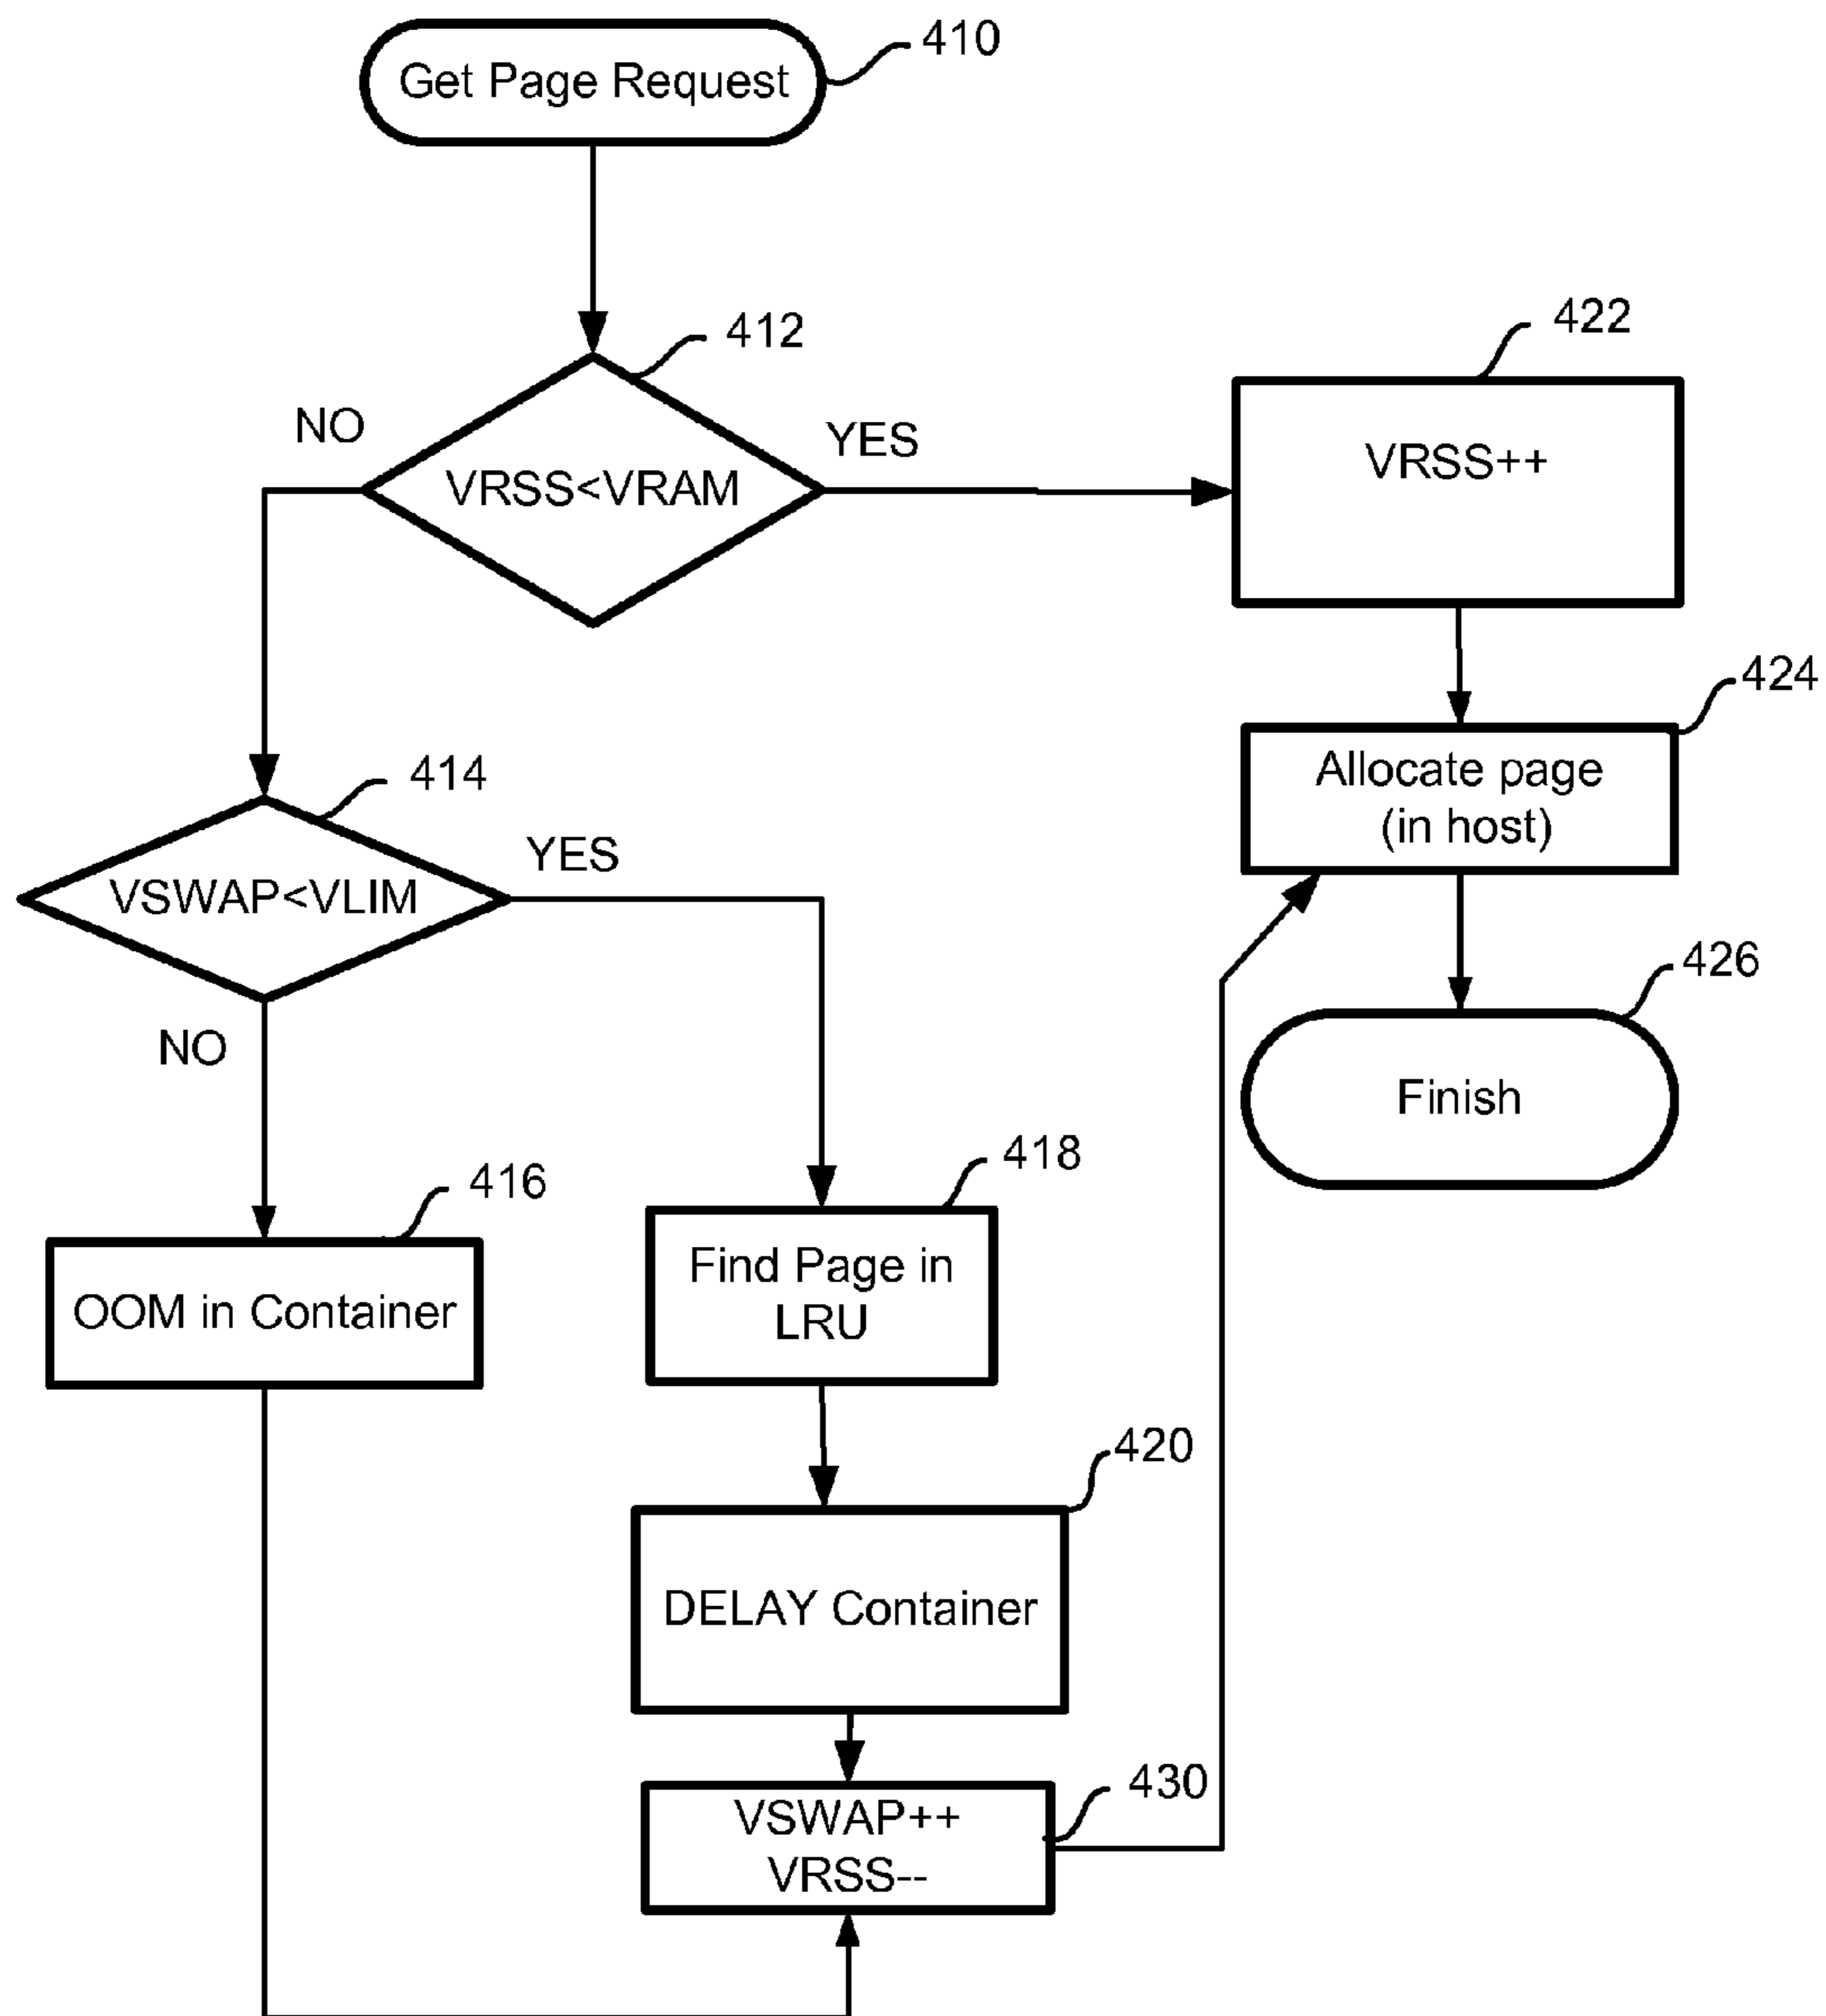 Get Page Request
410
412
422
NO
YES
VRSS<VRAM
VRSS++
424
414
Allocate page
(in host)
YES
VSWAP<VLIM
426
NO
Finish
418
416
Find Page in
LRU
OOM in Container
420
DELAY Container
430
VSWAP++
VRSS--